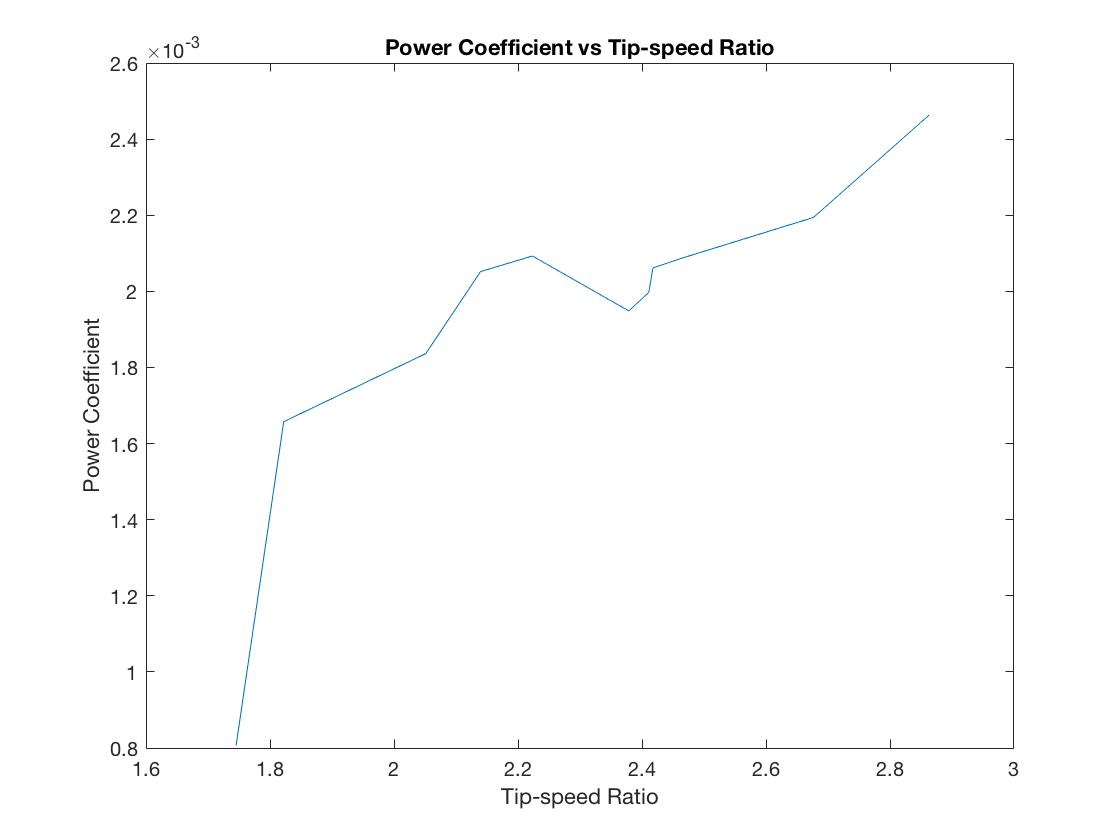 Power Coefficient vs Tip-speed Ratio
×10-3
2.6
2.4
2.2
2
1.8
1.6
1.4
1.2
1
0.8
Power Coefficient
1.6 1.8 2 2.2 2.4 2.6 2.8 3
Tip-speed Ratio